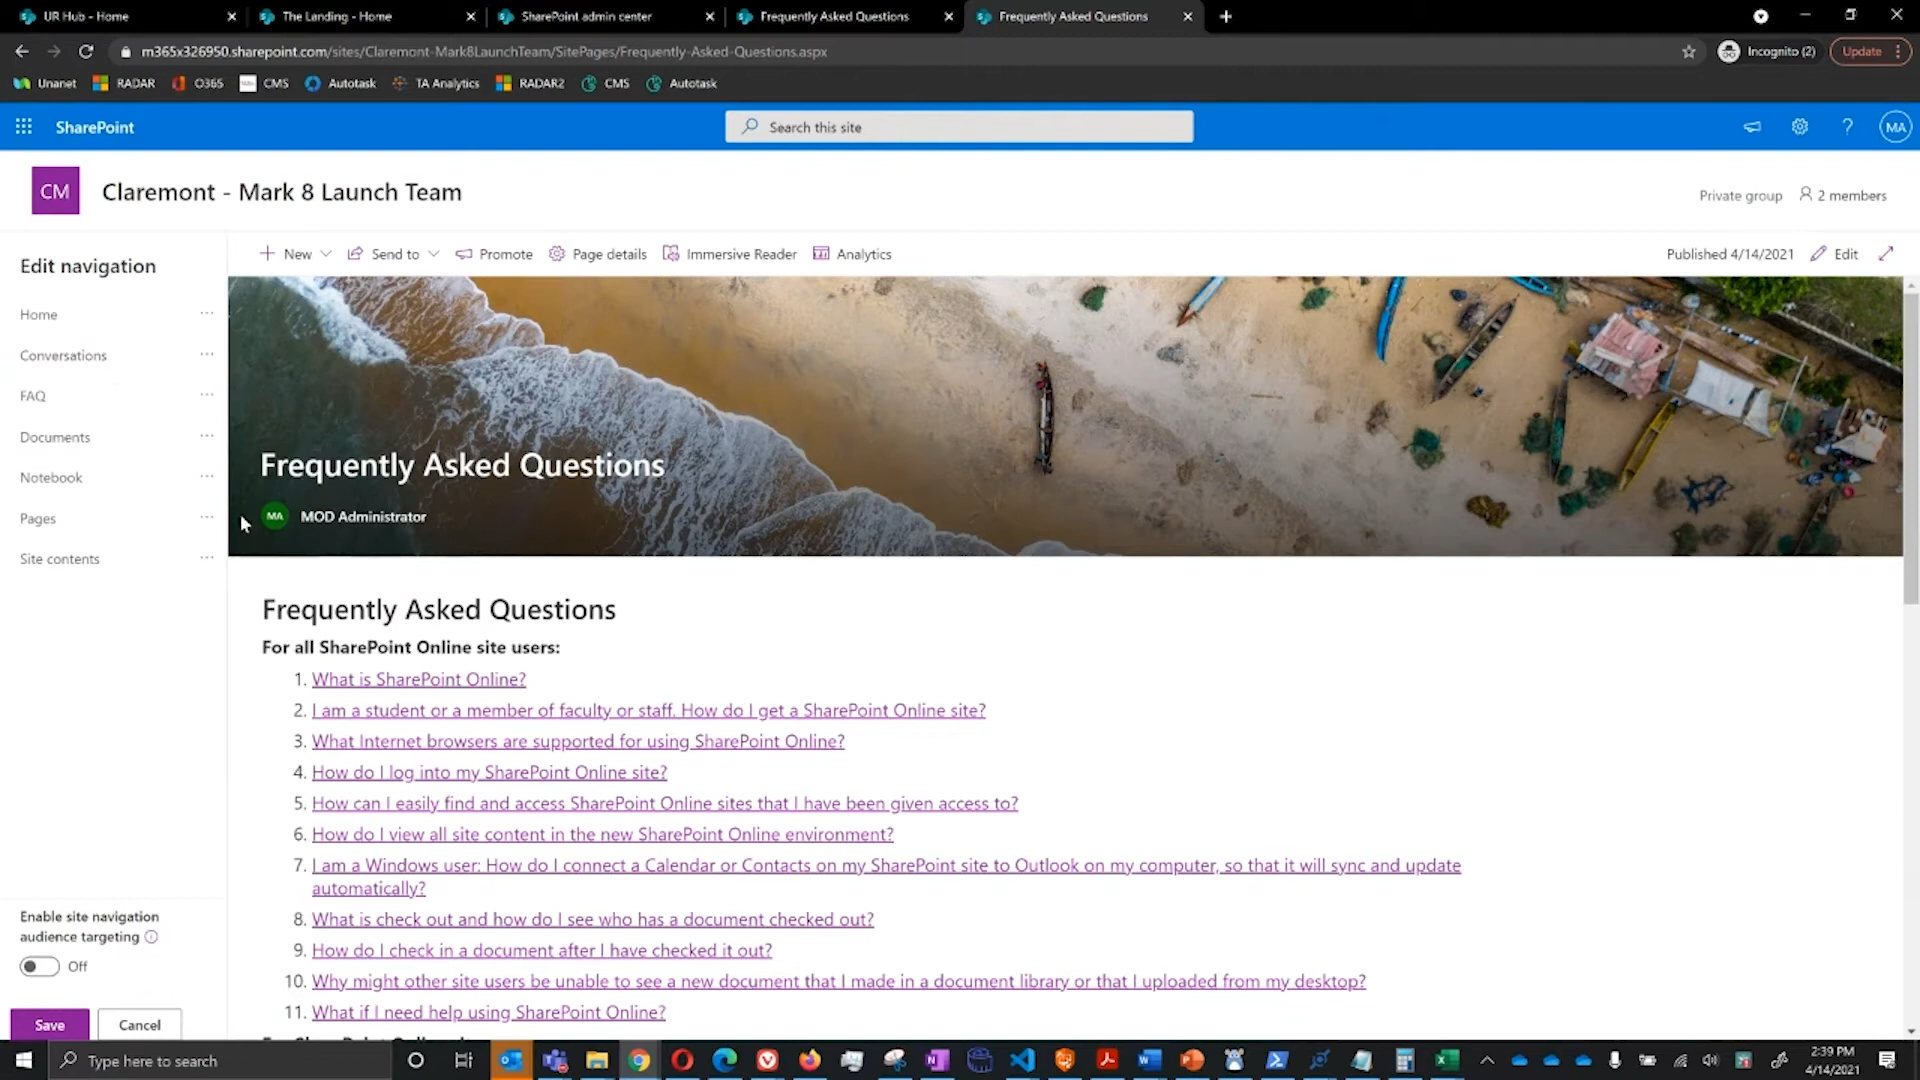 UR Hub - Home
The Landing - Home
SharePoint admin center
Frequently Asked Questions
Frequently Asked Questions
m365x326950.sharepoint.com/sites/Claremont-Mark8LaunchTeam/SitePages/Frequently-Asked-Questions.aspx
Incognito (2)
Update
Unanet
RADAR
O365
CMS
Autotask
TA Analytics
RADAR2
CMS
Autotask
SharePoint
Search this site
MA
CM
Claremont - Mark 8 Launch Team
Private group
2 members
Edit navigation
Home
Conversations
FAQ
Documents
Notebook
Pages
Site contents
Enable site navigation
audience targeting
Off
Save
Cancel
New
Send to
Promote
Page details
Immersive Reader
Analytics
Published 4/14/2021
Edit
Frequently Asked Questions
MA
MOD Administrator
Frequently Asked Questions
For all SharePoint Online site users:
1. What is SharePoint Online?
2. I am a student or a member of faculty or staff. How do I get a SharePoint Online site?
3. What Internet browsers are supported for using SharePoint Online?
4. How do I log into my SharePoint Online site?
5. How can I easily find and access SharePoint Online sites that I have been given access to?
6. How do I view all site content in the new SharePoint Online environment?
7. I am a Windows user: How do I connect a Calendar or Contacts on my SharePoint site to Outlook on my computer, so that it will sync and update
automatically?
8. What is check out and how do I see who has a document checked out?
9. How do I check in a document after I have checked it out?
10. Why might other site users be unable to see a new document that I made in a document library or that I uploaded from my desktop?
11. What if I need help using SharePoint Online?
Type here to search
2:39 PM
4/14/2021